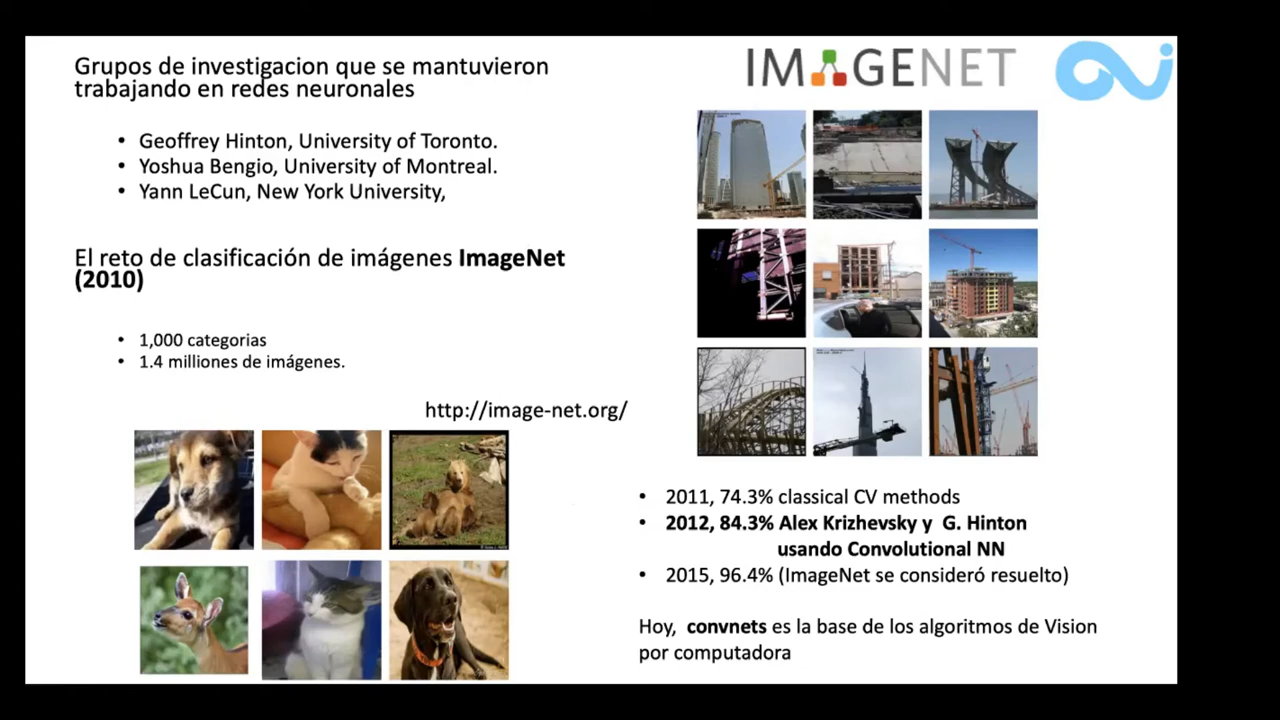 Grupos de investigacion que se mantuvieron
trabajando en redes neuronales
• Geoffrey Hinton, University of Toronto.
• Yoshua Bengio, University of Montreal.
• Yann LeCun, New York University,
El reto de clasificación de imágenes ImageNet
(2010)
• 1,000 categorias
• 1.4 milliones de imágenes.
http://image-net.org/
IMAGENET
• 2011, 74.3% classical CV methods
• 2012, 84.3% Alex Krizhevsky y G. Hinton
usando Convolutional NN
• 2015, 96.4% (ImageNet se consideró resuelto)
Hoy, convnets es la base de los algoritmos de Vision
por computadora